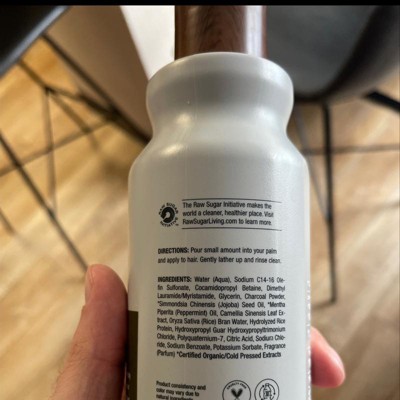 The Raw Sugar Initiative makes the
world a cleaner, healthier place. Visit
RawSugarLiving.com to learn more.
DIRECTIONS: Pour small amount into your palm
and apply to hair. Gently lather up and rinse clean.
INGREDIENTS: Water (Aqua), Sodium C14-16 Ole-
fin Sulfonate, Cocamidopropyl Betaine, Dimethyl
Lauramide/Myristamide, Glycerin, Charcoal Powder,
*Simmondsia Chinensis (Jojoba) Seed Oil, *Mentha
Piperita (Peppermint) Oil, Camellia Sinensis Leaf Ext-
ract, Oryza Sativa (Rice) Bran Water, Hydrolyzed Rice
Protein, Hydroxypropyl Guar Hydroxypropyltrimonium
Chloride, Polyquaternium-7, Citric Acid, Sodium Chlo-
ride, Sodium Benzoate, Potassium Sorbate, Fragrance
(Parfum) *Certified Organic/Cold Pressed Extracts
Product consistency and
color may vary due to
natural ingredients